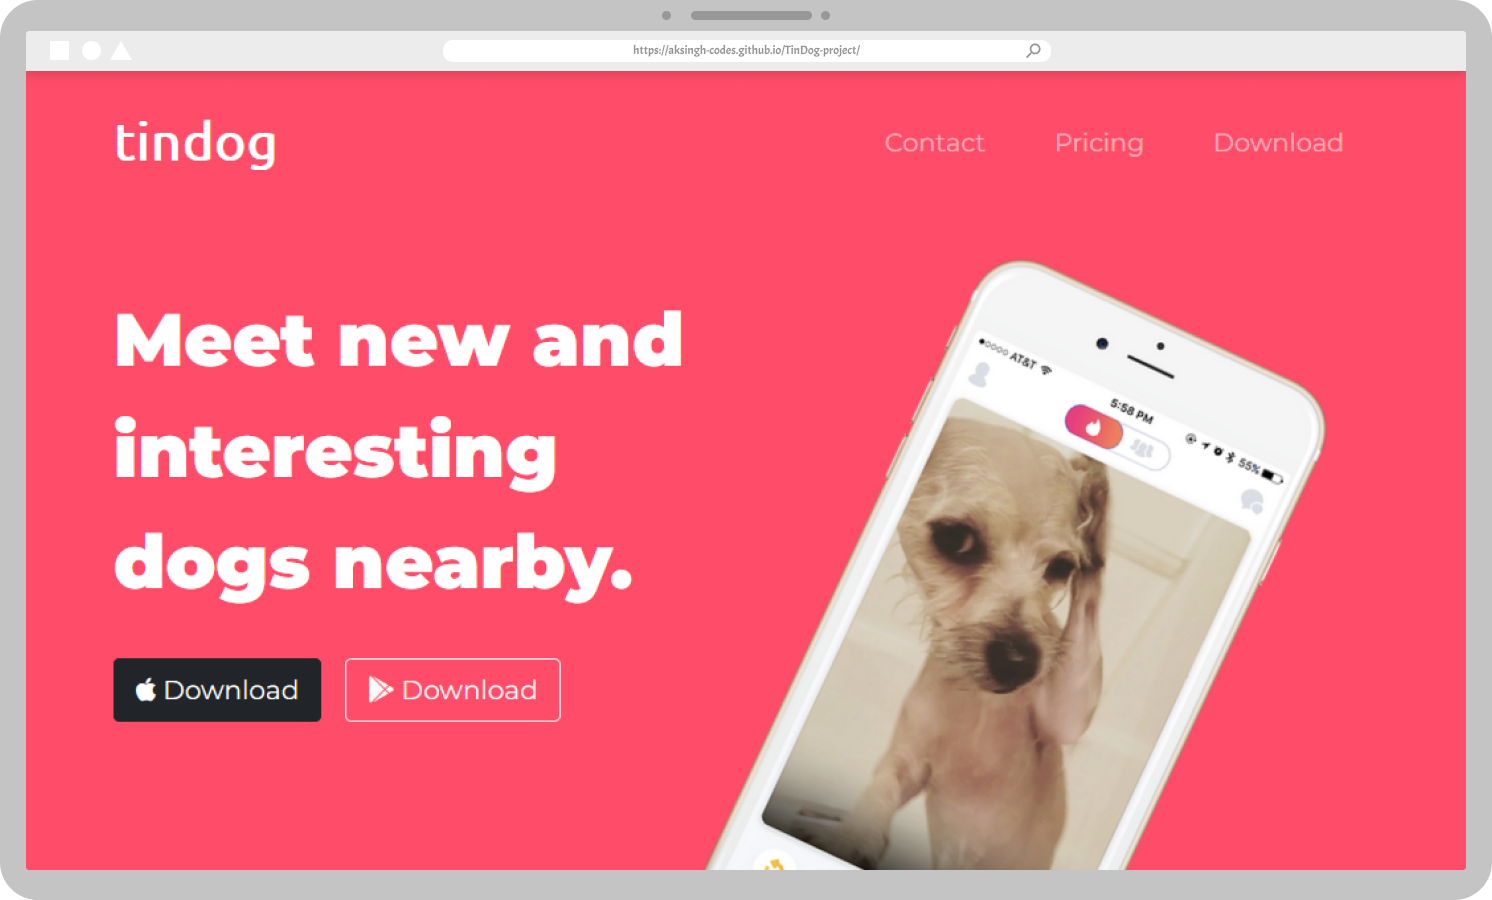 https://aksingh-codes.github.io/TinDog-project/
tindog
Contact
Pricing
Download
Meet new and
interesting
dogs nearby.
Download
Download
AT&T
5:58 PM
55%